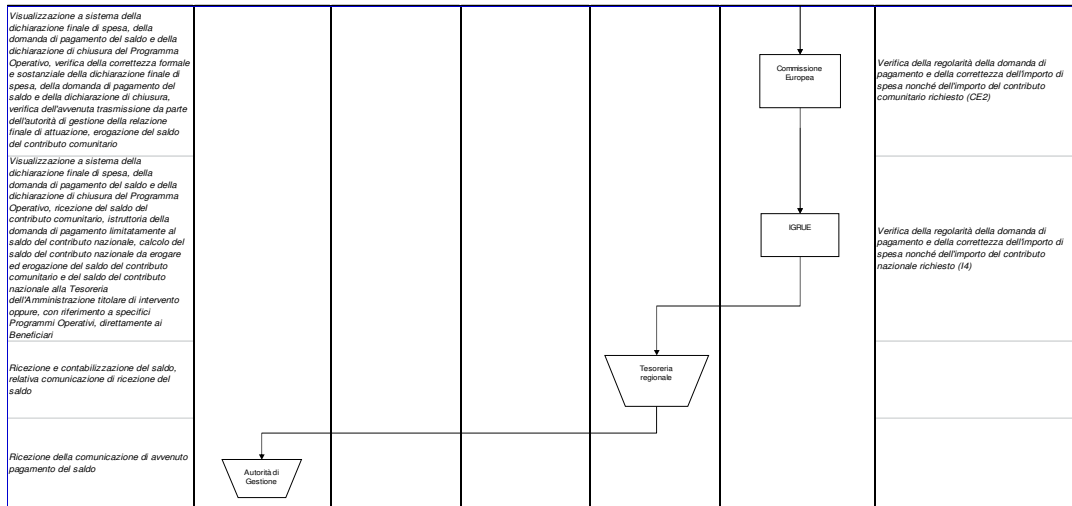 Visualizzazione a sistema della
dichiarazione finale di spesa, della
domanda di pagamento del saldo e della
dichiarazione di chiusura del Programma
Operativo, verifica della correttezza formale
e sostanziale della dichiarazione finale di
spesa, della domanda di pagamento del
saldo e della dichiarazione di chiusura,
verifica dell'avvenuta trasmissione da parte
dell'autorità di gestione della relazione
finale di attuazione, erogazione del saldo
del contributo comunitario
Commissione
Europea
Verifica della regolarità della domanda di
pagamento e della correttezza dell'importo di
spesa nonché dell'importo del contributo
comunitario richiesto (CE2)
Visualizzazione a sistema della
dichiarazione finale di spesa, della
domanda di pagamento del saldo e della
dichiarazione di chiusura del Programma
Operativo, ricezione del saldo del
contributo comunitario, istruttoria della
domanda di pagamento limitatamente al
saldo del contributo nazionale, calcolo del
saldo del contributo nazionale da erogare
ed erogazione del saldo del contributo
comunitario e del saldo del contributo
nazionale alla Tesoreria
dell'Amministrazione titolare di intervento
oppure, con riferimento a specifici
Programmi Operativi, direttamente ai
Beneficiari
IGRUE
Verifica della regolarità della domanda di
pagamento e della correttezza dell'importo di
spesa nonché dell'importo del contributo
nazionale richiesto (I4)
Ricezione e contabilizzazione del saldo,
relativa comunicazione di ricezione del
saldo
Tesoreria
regionale
Ricezione della comunicazione di avvenuto
pagamento del saldo
Autorità di
Gestione